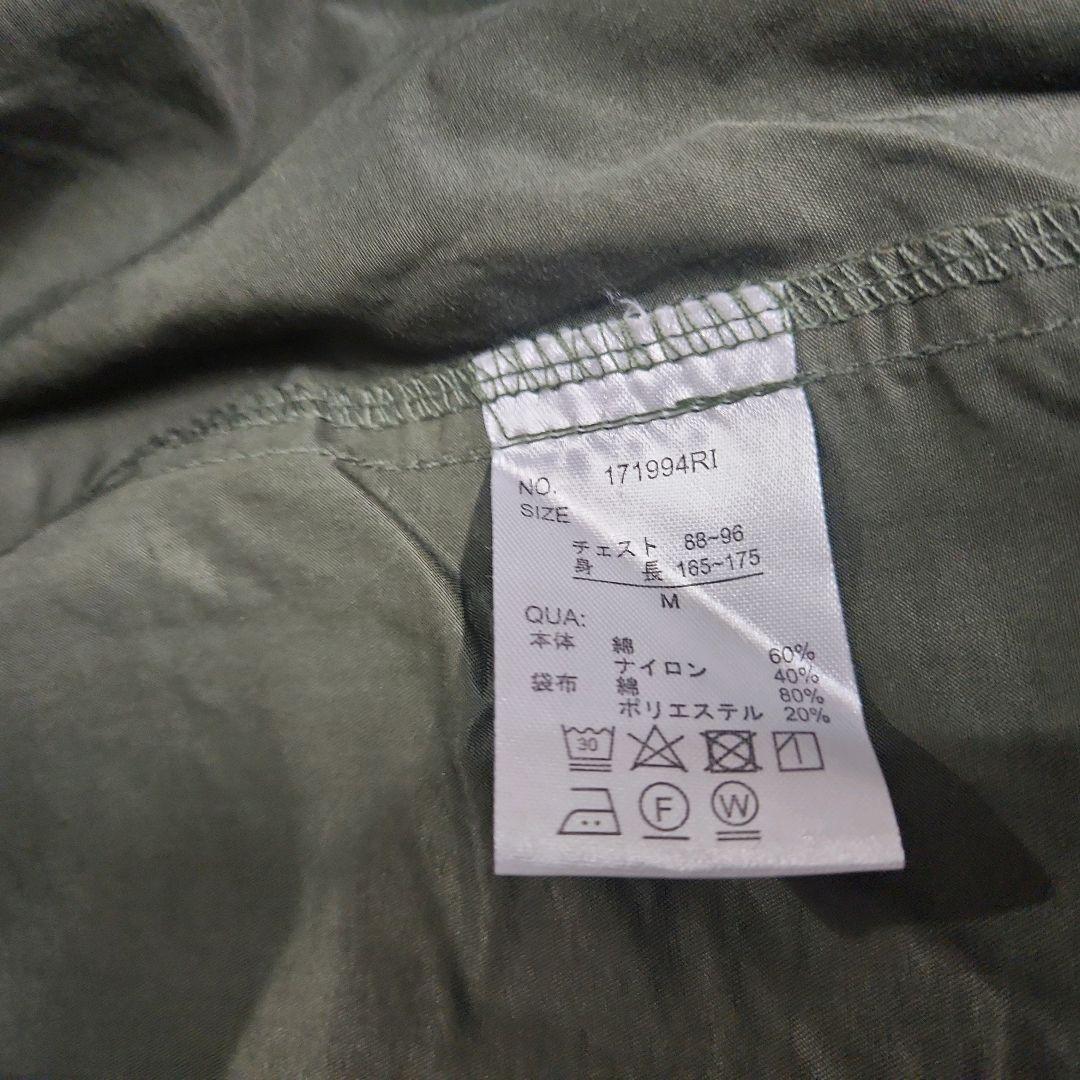 NO. 171994RI
SIZE
チェスト 88~96
身 長 165~175
M
QUA:
本体 綿 60%
ナイロン 40%
袋布 綿 80%
ポリエステル 20%
30
F W